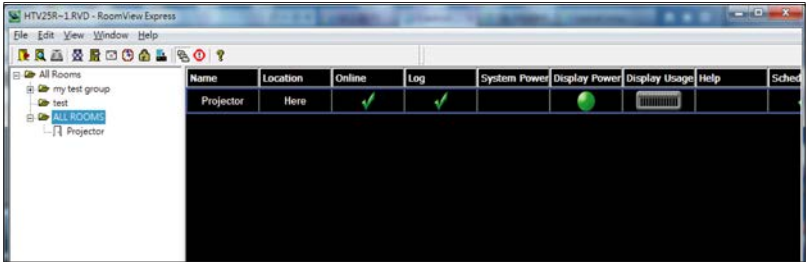 HTV25R~1.RVD - RoomView Express
File Edit View Window Help
All Rooms
my test group
test
ALL ROOMS
Projector
Name Location Online Log System Power Display Power Display Usage Help Sched
Projector Here